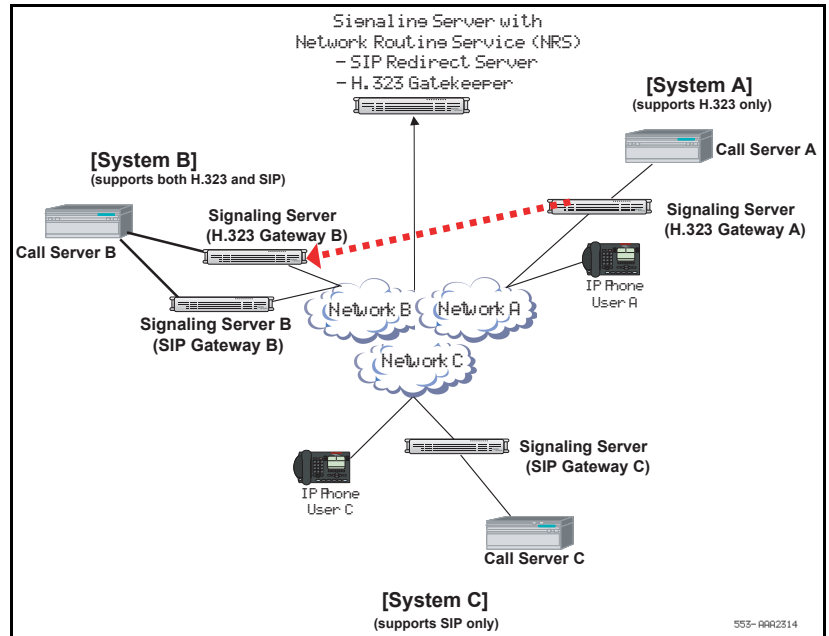 Signaling Server with
Network Routing Service (NRS)
– SIP Redirect Server
– H.323 Gatekeeper
[System A]
(supports H.323 only)
Call Server A
[System B]
(supports both H.323 and SIP)
Signaling Server
(H.323 Gateway B)
Signaling Server
(H.323 Gateway A)
Call Server B
IP Phone
User A
Signaling Server B
(SIP Gateway B)
Network B
Network A
Network C
Signaling Server
(SIP Gateway C)
IP Phone
User C
Call Server C
[System C]
(supports SIP only)
553-AAA2314